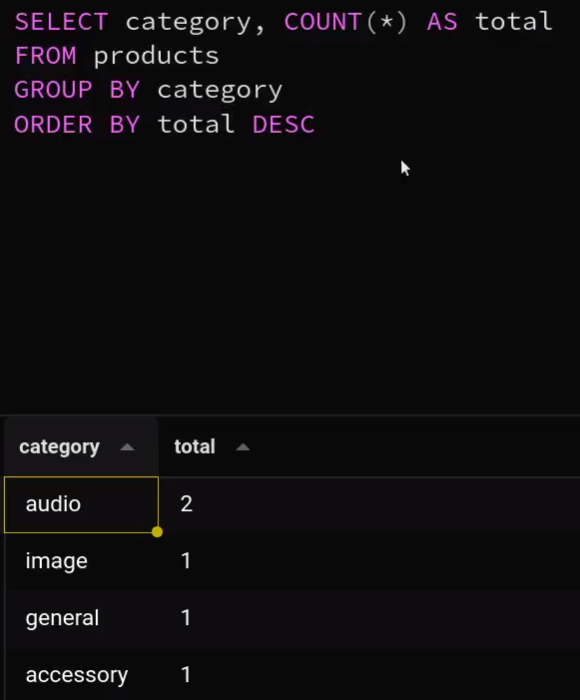 SELECT category, COUNT(*) AS total
FROM products
GROUP BY category
ORDER BY total DESC
category total
audio 2
image 1
general 1
accessory 1